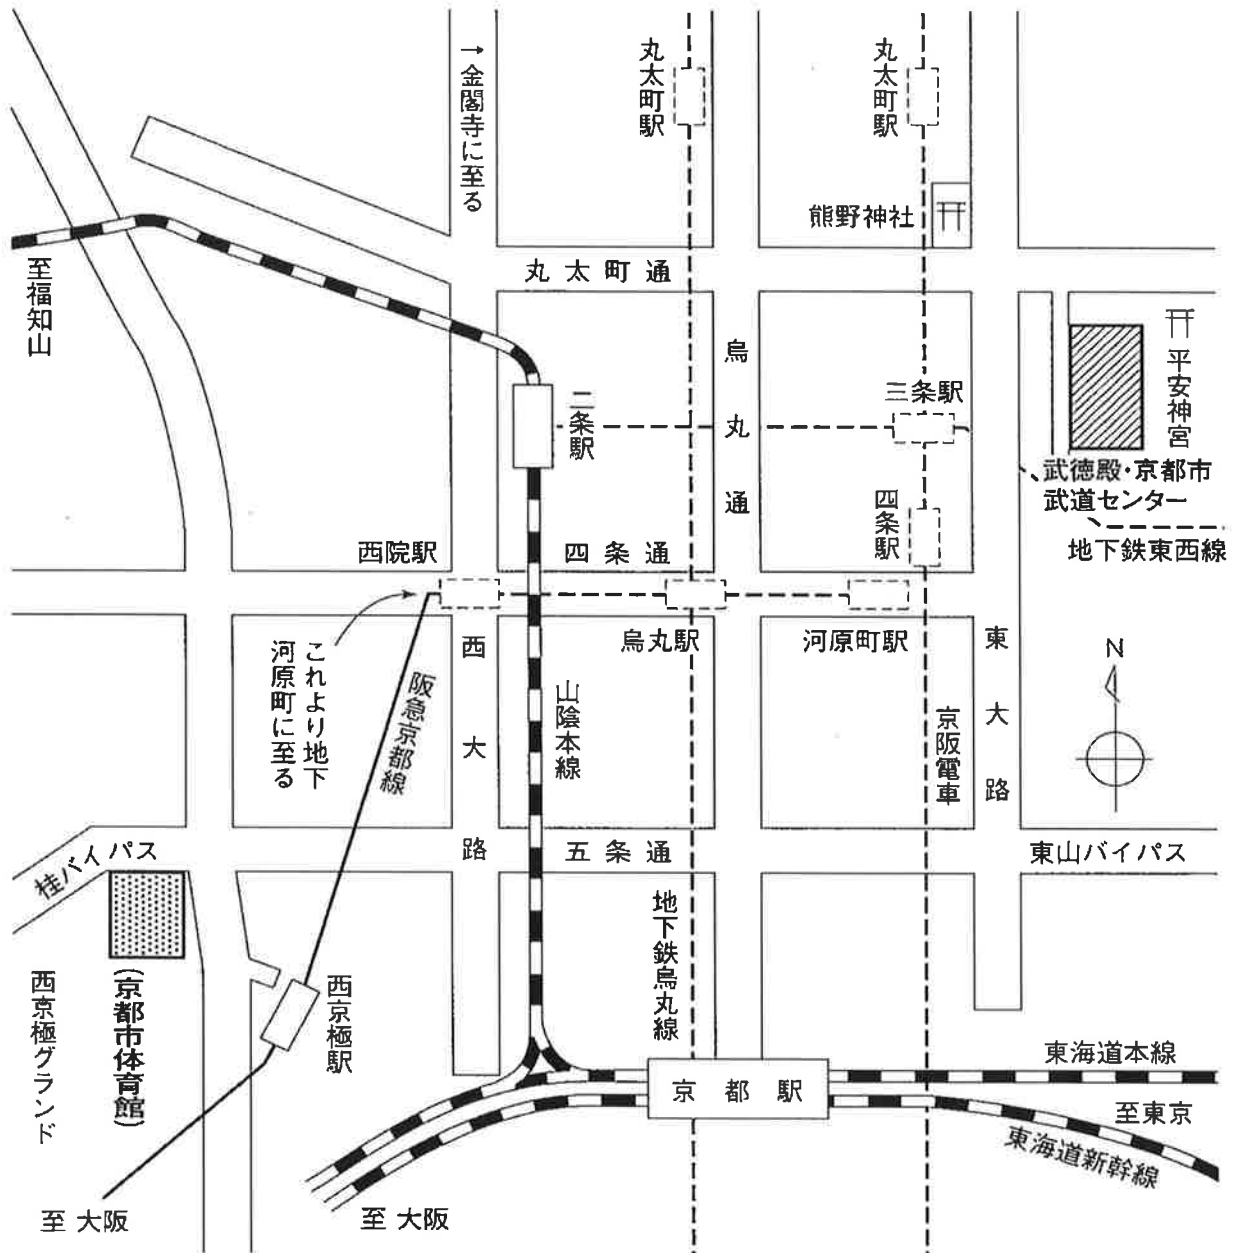 →金閣寺に至る
丸太町駅
丸太町駅
熊野神社
丸太町通
至福知山
烏丸通
三条駅
平安神宮
二条駅
武徳殿・京都市
武道センター
四条駅
地下鉄東西線
西院駅
四条通
烏丸駅
河原町駅
東大路
これより地下
河原町に至る
阪急京都線
西大路
山陰本線
京阪電車
N
桂バイパス
五条通
東山バイパス
地下鉄烏丸線
西京極グランド
(京都市体育館)
西京極駅
京都駅
東海道本線
至東京
東海道新幹線
至 大阪
至 大阪